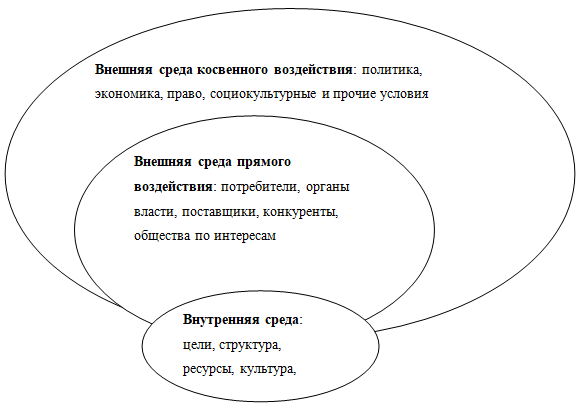 Внешняя среда косвенного воздействия: политика,
экономика, право, социокультурные и прочие условия
Внешняя среда прямого
воздействия: потребители, органы
власти, поставщики, конкуренты,
общества по интересам
Внутренняя среда:
цели, структура,
ресурсы, культура,